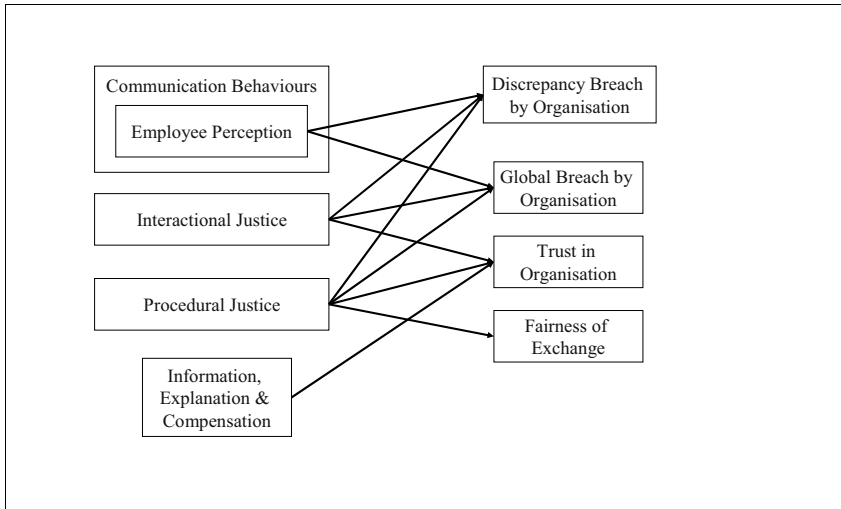 Communication Behaviours
Employee Perception
Interactional Justice
Procedural Justice
Information,
Explanation &
Compensation
Discrepancy Breach
by Organisation
Global Breach by
Organisation
Trust in
Organisation
Fairness of
Exchange